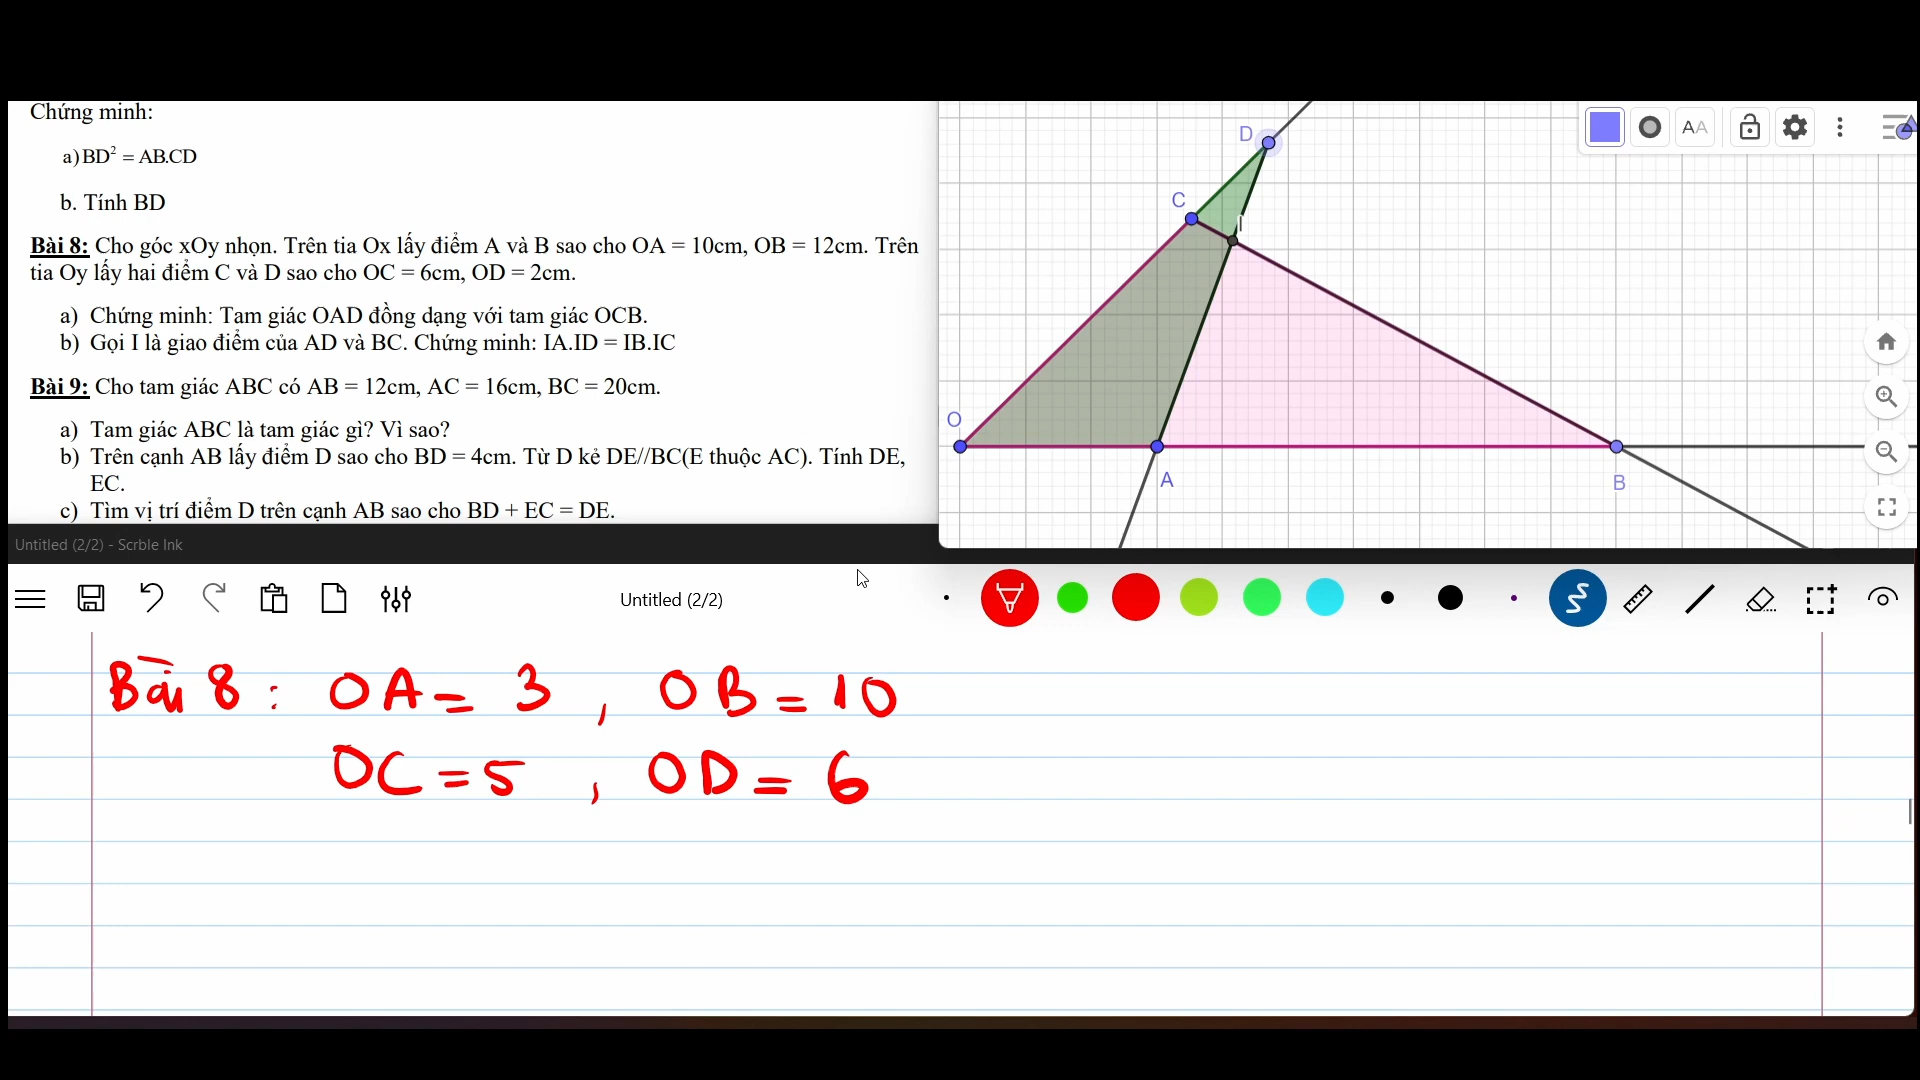 Chứng minh:
a) BD² = AB.CD
b. Tính BD
Bài 8: Cho góc xOy nhọn. Trên tia Ox lấy điểm A và B sao cho OA = 10cm, OB = 12cm. Trên
tia Oy lấy hai điểm C và D sao cho OC = 6cm, OD = 2cm.
a) Chứng minh: Tam giác OAD đồng dạng với tam giác OCB.
b) Gọi I là giao điểm của AD và BC. Chứng minh: IA.ID = IB.IC
Bài 9: Cho tam giác ABC có AB = 12cm, AC = 16cm, BC = 20cm.
a) Tam giác ABC là tam giác gì? Vì sao?
b) Trên cạnh AB lấy điểm D sao cho BD = 4cm. Từ D kẻ DE//BC(E thuộc AC). Tính DE,
EC.
c) Tìm vị trí điểm D trên cạnh AB sao cho BD + EC = DE.
D
C
I
O
A
B
AA
Untitled (2/2) - Scrble Ink
Untitled (2/2)
Bài 8 : OA = 3 , OB = 10
OC = 5 , OD = 6